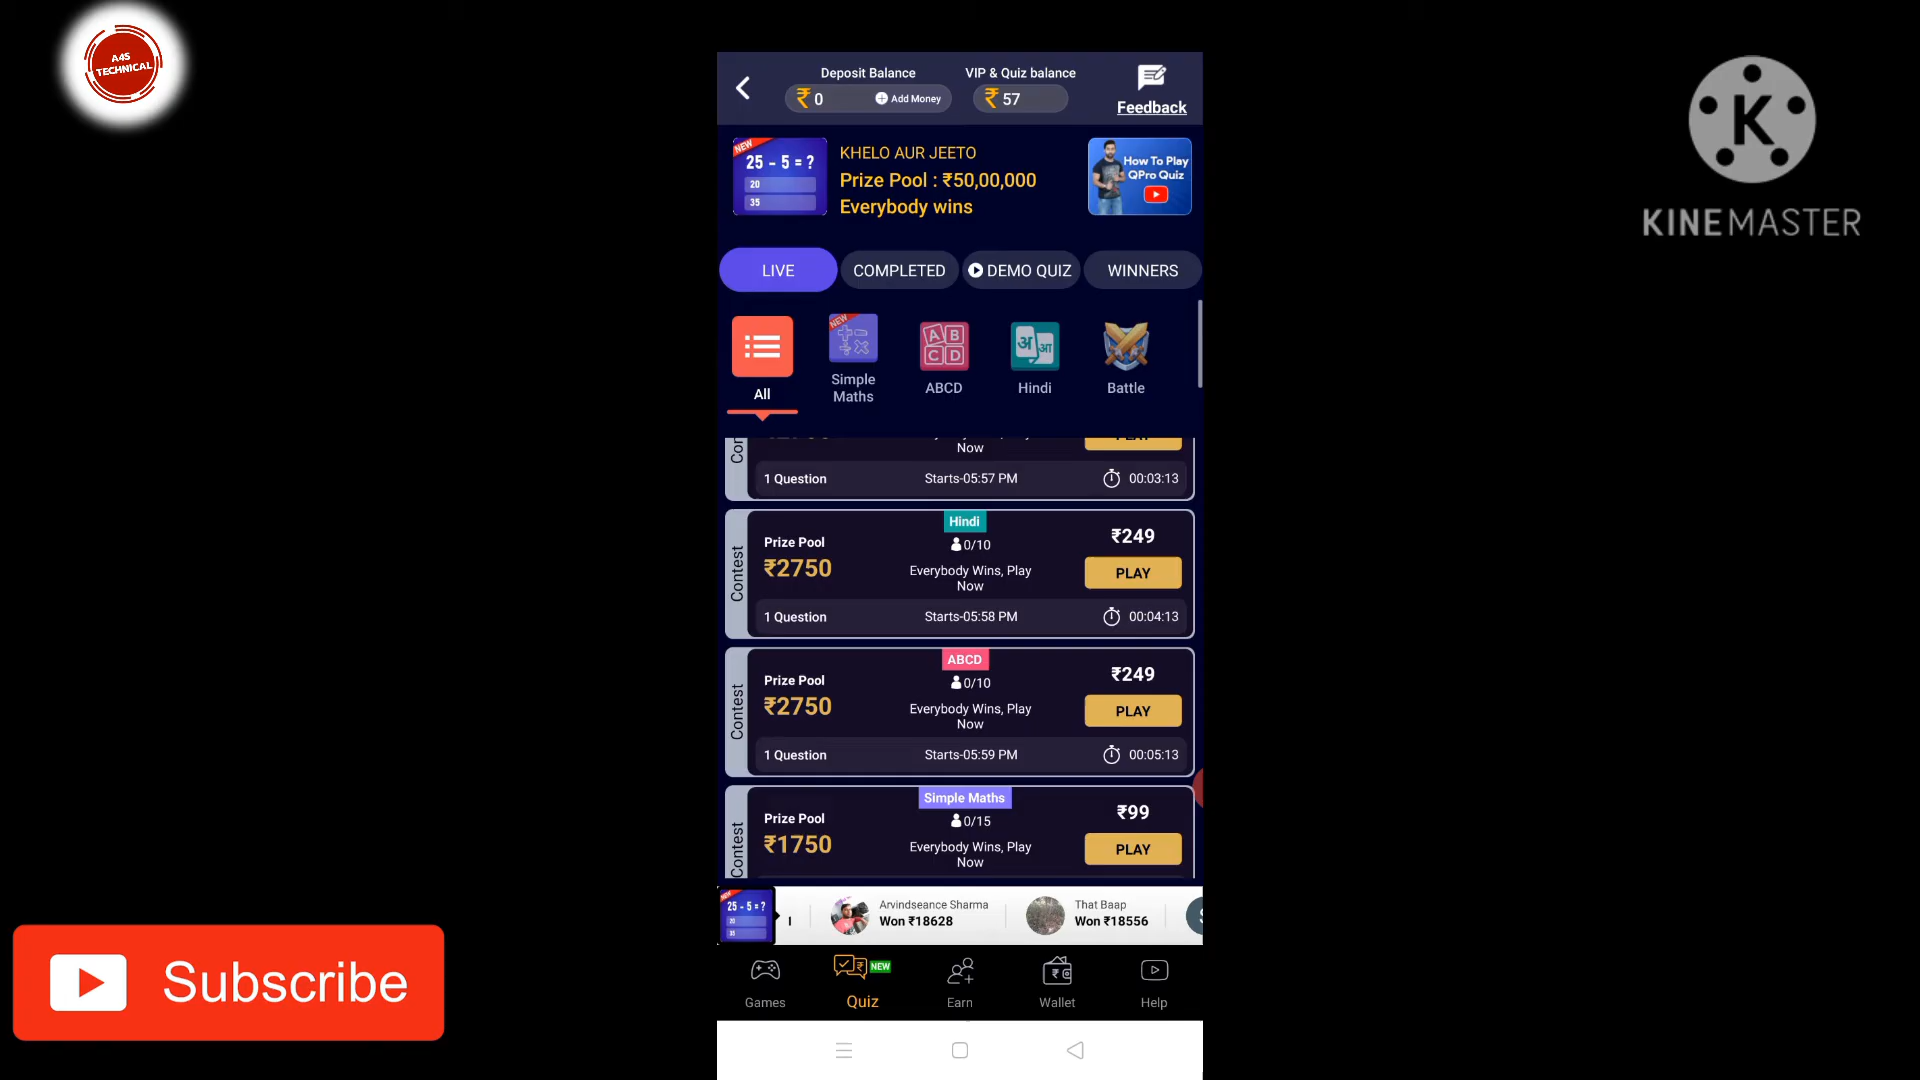 A4S
TECHNICAL
K
KINEMASTER
Deposit Balance
₹ 0
Add Money
VIP & Quiz balance
₹ 57
Feedback
NEW
25 - 5 = ?
20
35
KHELO AUR JEETO
Prize Pool : ₹50,00,000
Everybody wins
How To Play
QPro Quiz
LIVE
COMPLETED
DEMO QUIZ
WINNERS
All
NEW
Simple
Maths
A B
C D
ABCD
अ आ
Hindi
Battle
Now
1 Question
Starts-05:57 PM
00:03:13
Contest
Hindi
Prize Pool
₹2750
0/10
Everybody Wins, Play
Now
₹249
PLAY
1 Question
Starts-05:58 PM
00:04:13
Contest
ABCD
Prize Pool
₹2750
0/10
Everybody Wins, Play
Now
₹249
PLAY
1 Question
Starts-05:59 PM
00:05:13
Contest
Simple Maths
Prize Pool
₹1750
0/15
Everybody Wins, Play
Now
₹99
PLAY
25 - 5 = ?
20
35
Arvindseance Sharma
Won ₹18628
That Baap
Won ₹18556
Games
NEW
Quiz
Earn
Wallet
Help
Subscribe